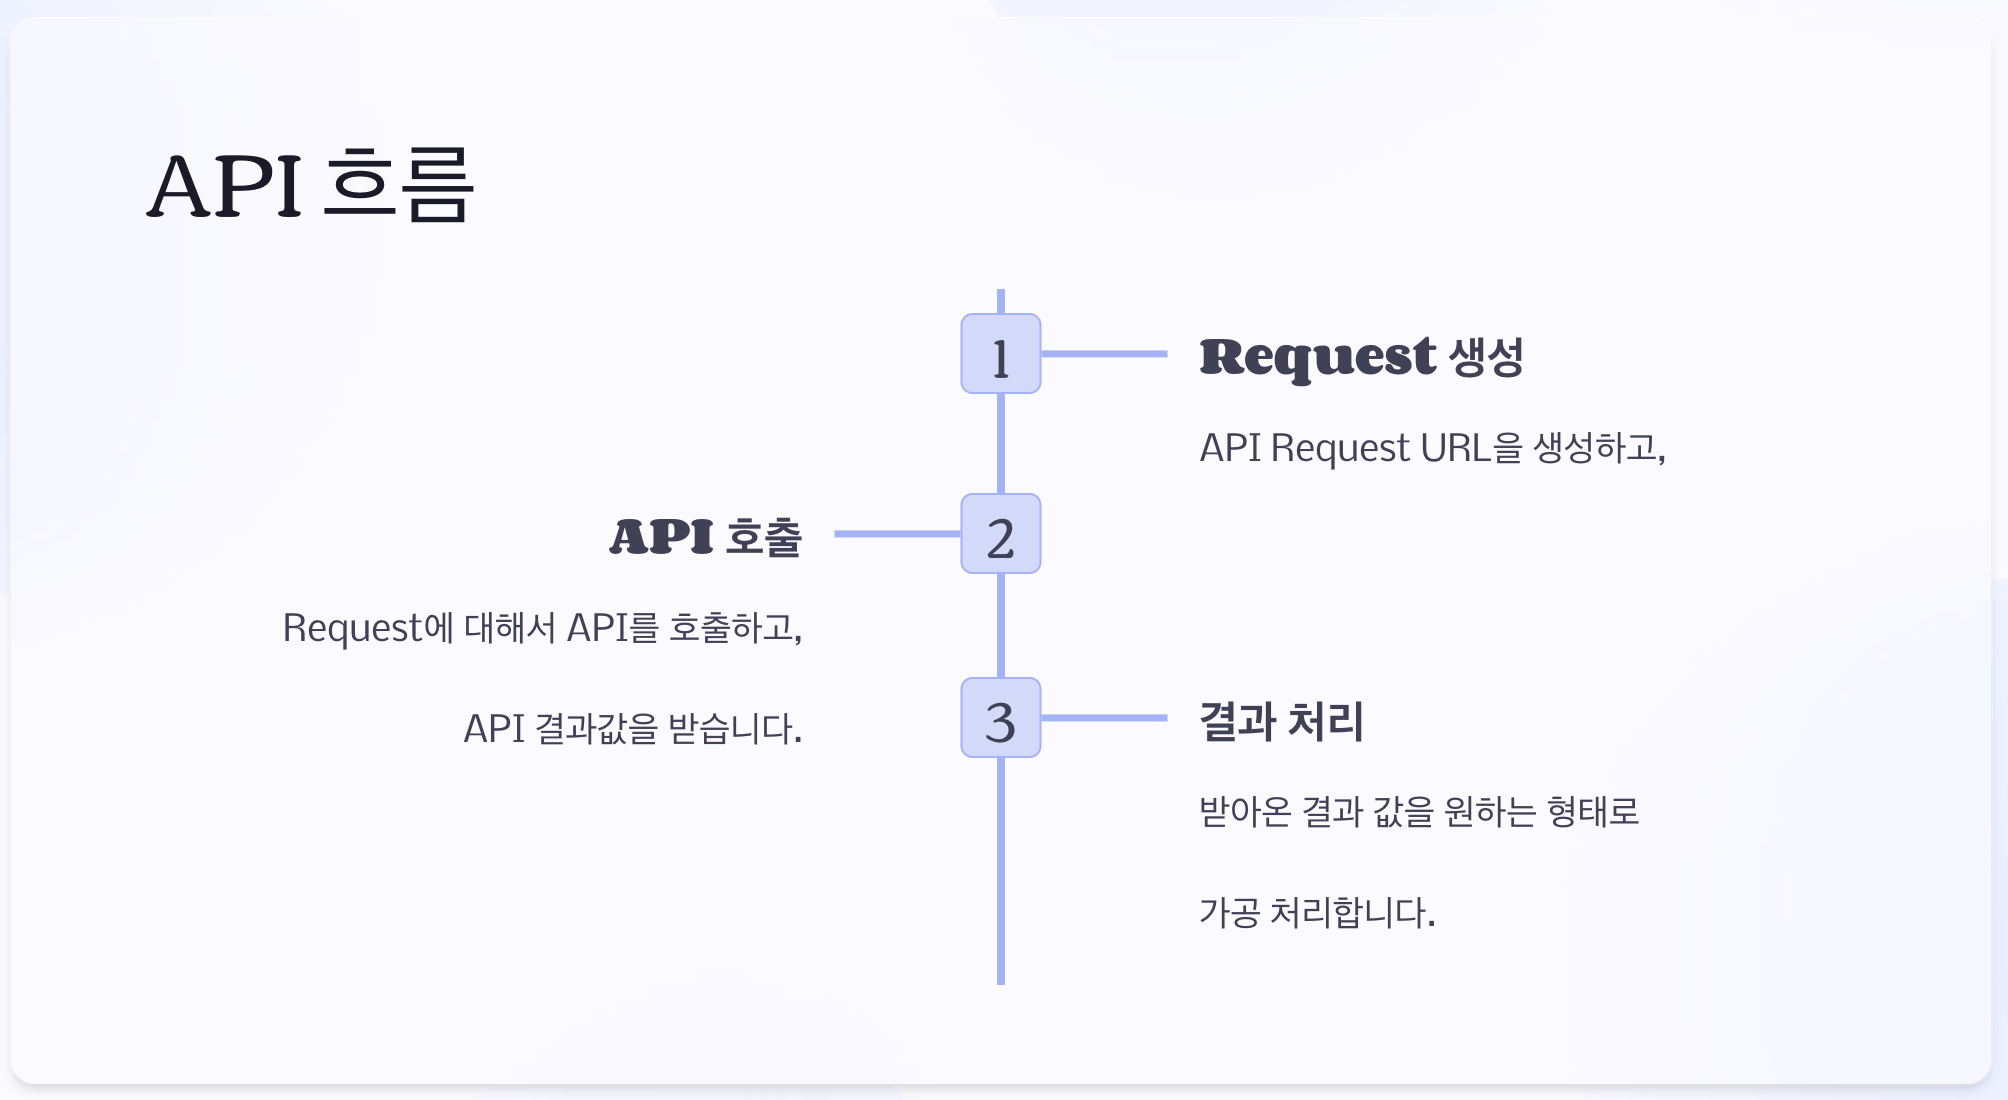 API 흐름
1
Request 생성
API Request URL을 생성하고,
2
API 호출
Request에 대해서 API를 호출하고,
API 결과값을 받습니다.
3
결과 처리
받아온 결과 값을 원하는 형태로
가공 처리합니다.